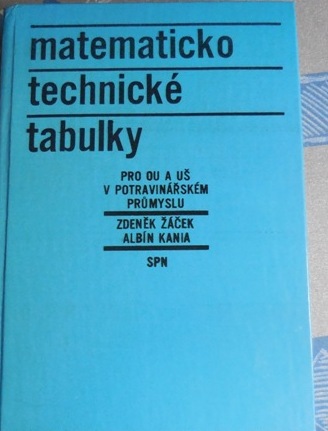 matematicko
technické
tabulky
PRO OU A UŠ
V POTRAVINÁŘSKÉM
PRŮMYSLU
ZDENĚK ŽÁČEK
ALBÍN KANIA
SPN